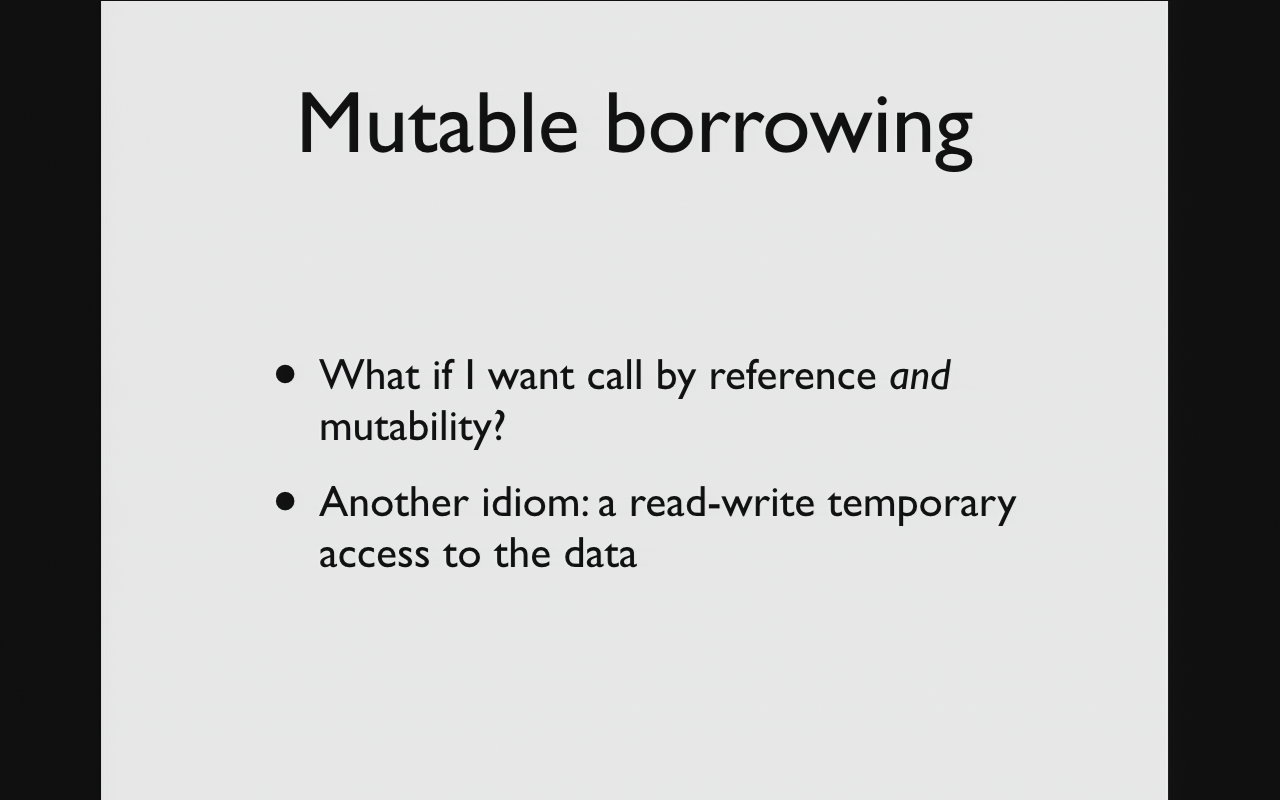 Mutable borrowing
• What if I want call by reference and
mutability?
• Another idiom: a read-write temporary
access to the data